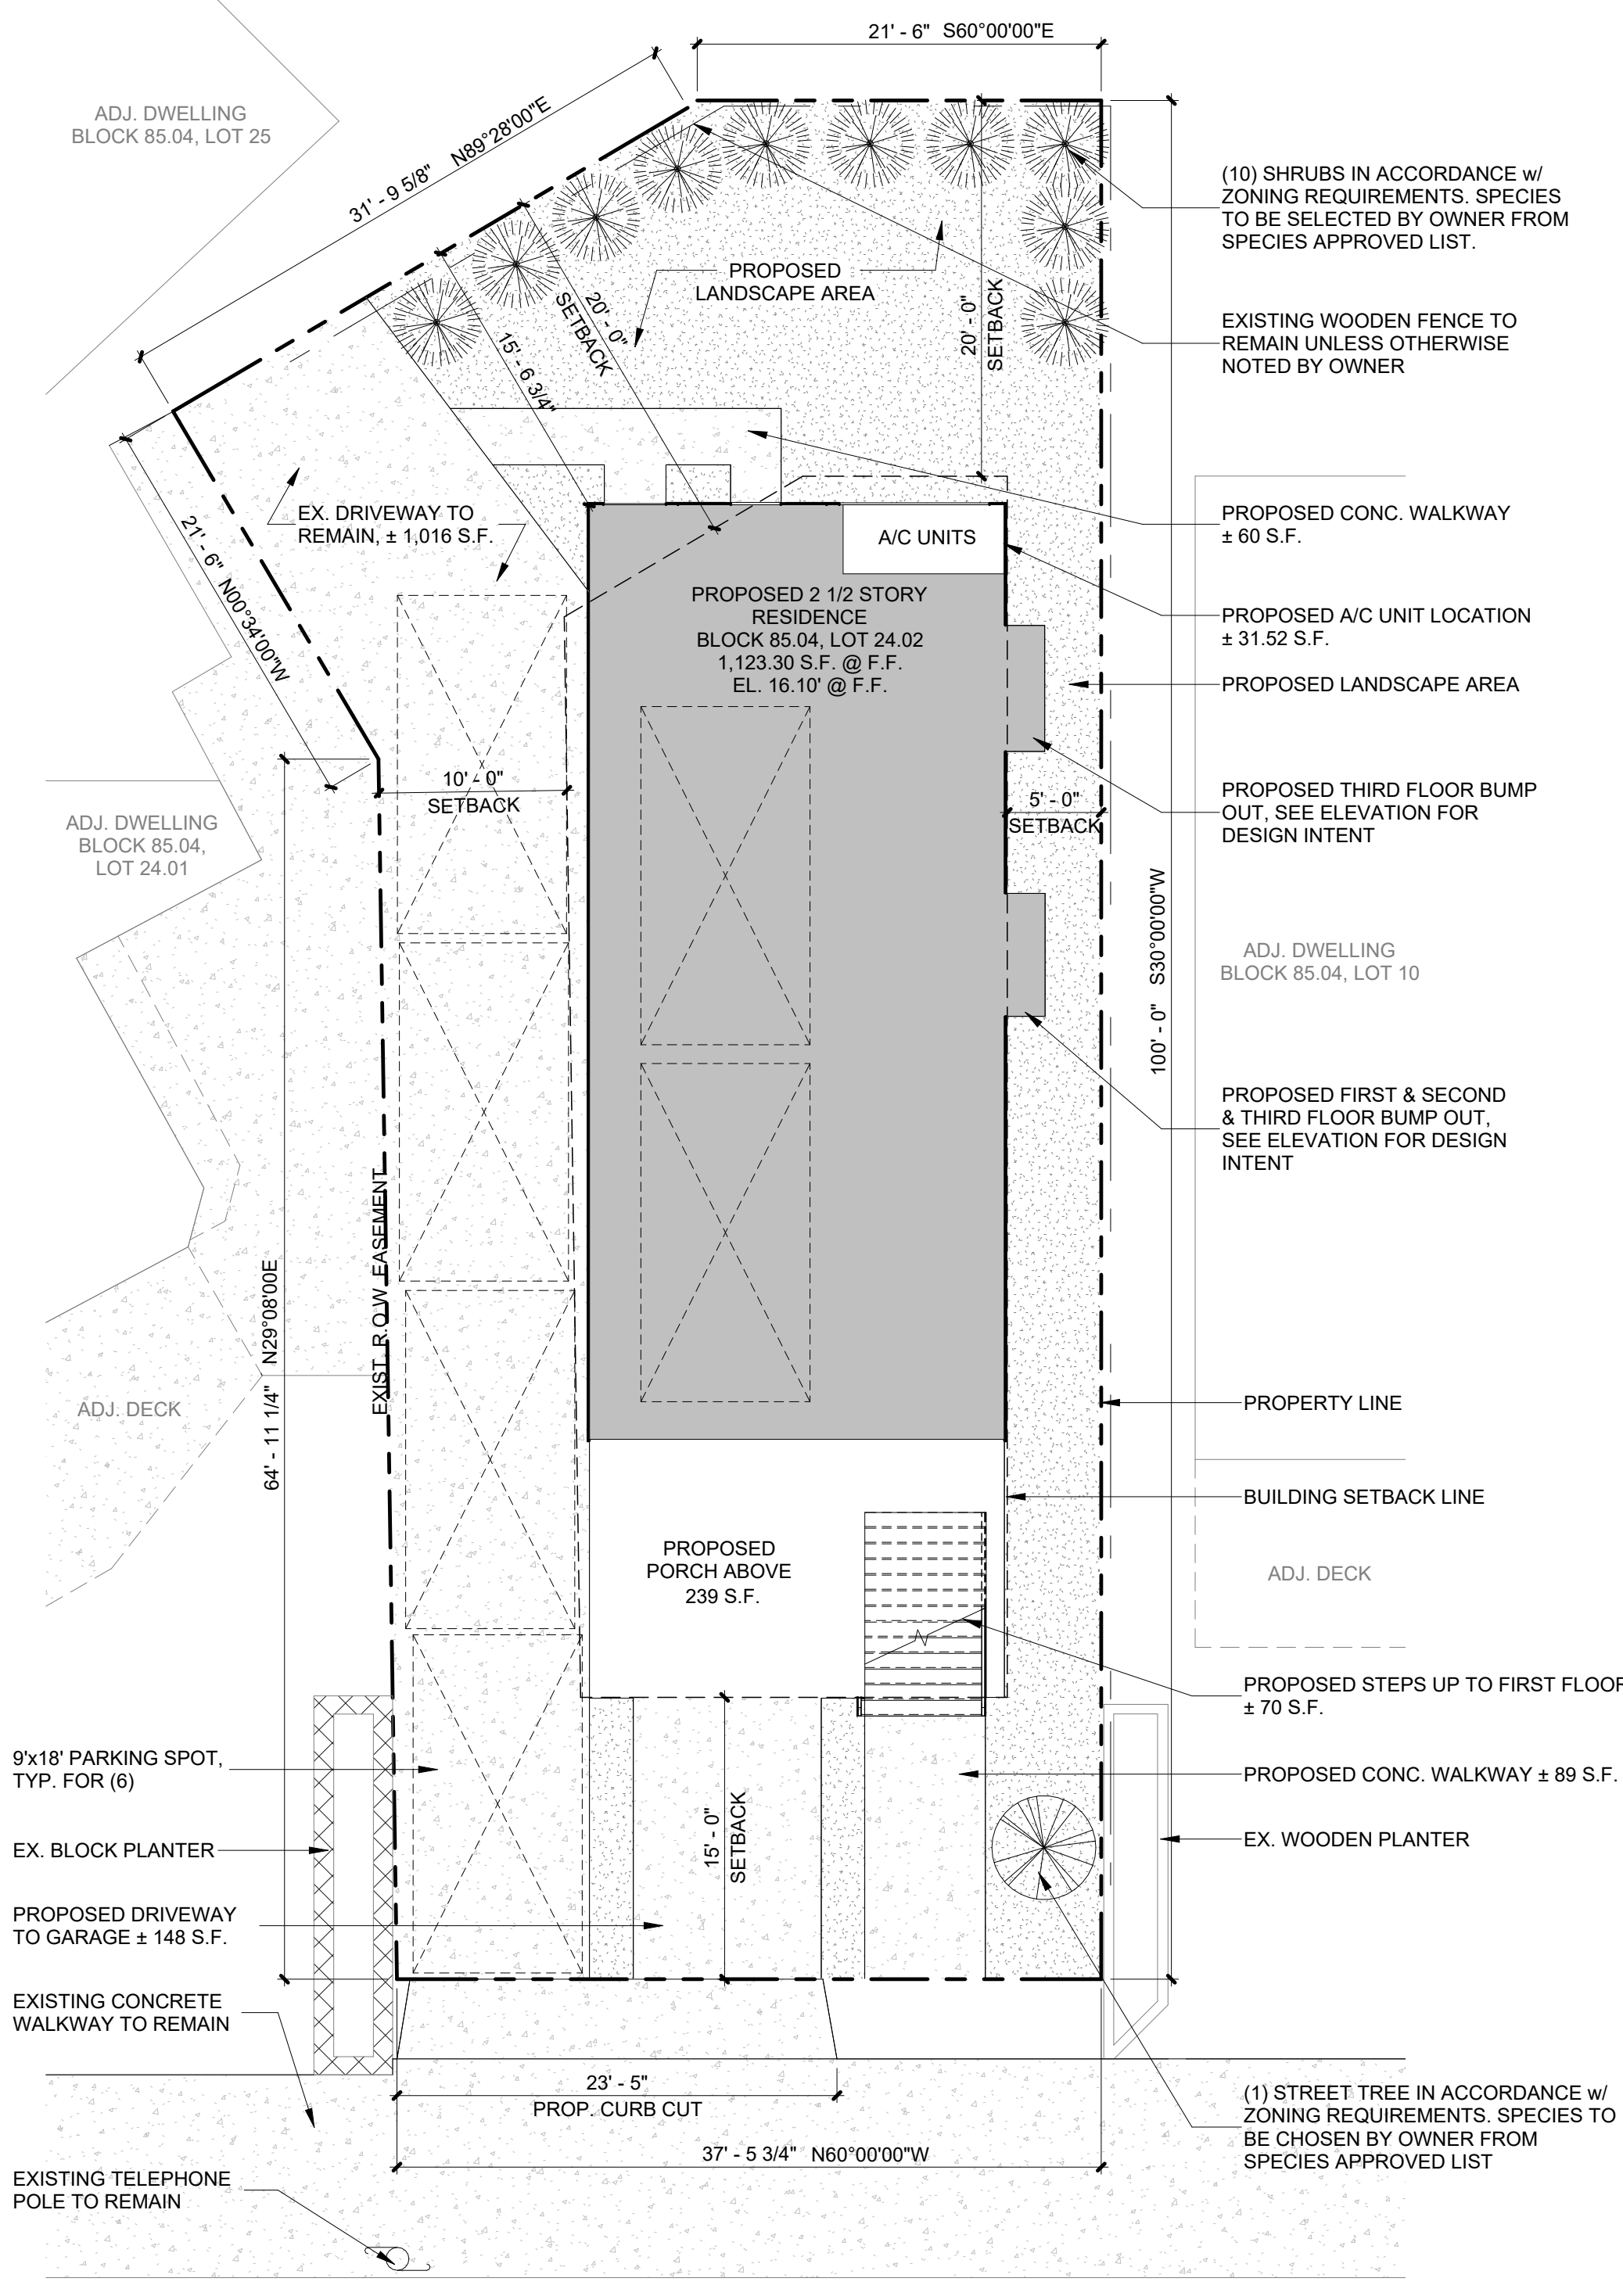 21' - 6" S60°00'00"E
31' - 9 5/8" N89°28'00"E
ADJ. DWELLING
BLOCK 85.04, LOT 25
(10) SHRUBS IN ACCORDANCE w/
ZONING REQUIREMENTS. SPECIES
TO BE SELECTED BY OWNER FROM
SPECIES APPROVED LIST.
PROPOSED
LANDSCAPE AREA
20' - 0"
SETBACK
15' - 6 3/4"
20' - 0"
SETBACK
EXISTING WOODEN FENCE TO
REMAIN UNLESS OTHERWISE
NOTED BY OWNER
21' - 6" N00°34'00"W
EX. DRIVEWAY TO
REMAIN, ± 1,016 S.F.
A/C UNITS
PROPOSED CONC. WALKWAY
± 60 S.F.
PROPOSED 2 1/2 STORY
RESIDENCE
BLOCK 85.04, LOT 24.02
1,123.30 S.F. @ F.F.
EL. 16.10' @ F.F.
PROPOSED A/C UNIT LOCATION
± 31.52 S.F.
PROPOSED LANDSCAPE AREA
10' - 0"
SETBACK
5' - 0"
SETBACK
PROPOSED THIRD FLOOR BUMP
OUT, SEE ELEVATION FOR
DESIGN INTENT
ADJ. DWELLING
BLOCK 85.04,
LOT 24.01
100' - 0" S30°00'00"W
ADJ. DWELLING
BLOCK 85.04, LOT 10
PROPOSED FIRST & SECOND
& THIRD FLOOR BUMP OUT,
SEE ELEVATION FOR DESIGN
INTENT
64' - 11 1/4" N29°08'00E
EXIST. R.O.W EASEMENT
ADJ. DECK
PROPERTY LINE
BUILDING SETBACK LINE
PROPOSED
PORCH ABOVE
239 S.F.
ADJ. DECK
PROPOSED STEPS UP TO FIRST FLOOR
± 70 S.F.
9'x18' PARKING SPOT,
TYP. FOR (6)
PROPOSED CONC. WALKWAY ± 89 S.F.
15' - 0"
SETBACK
EX. BLOCK PLANTER
EX. WOODEN PLANTER
PROPOSED DRIVEWAY
TO GARAGE ± 148 S.F.
EXISTING CONCRETE
WALKWAY TO REMAIN
23' - 5"
PROP. CURB CUT
(1) STREET TREE IN ACCORDANCE w/
ZONING REQUIREMENTS. SPECIES TO
BE CHOSEN BY OWNER FROM
SPECIES APPROVED LIST
37' - 5 3/4" N60°00'00"W
EXISTING TELEPHONE
POLE TO REMAIN